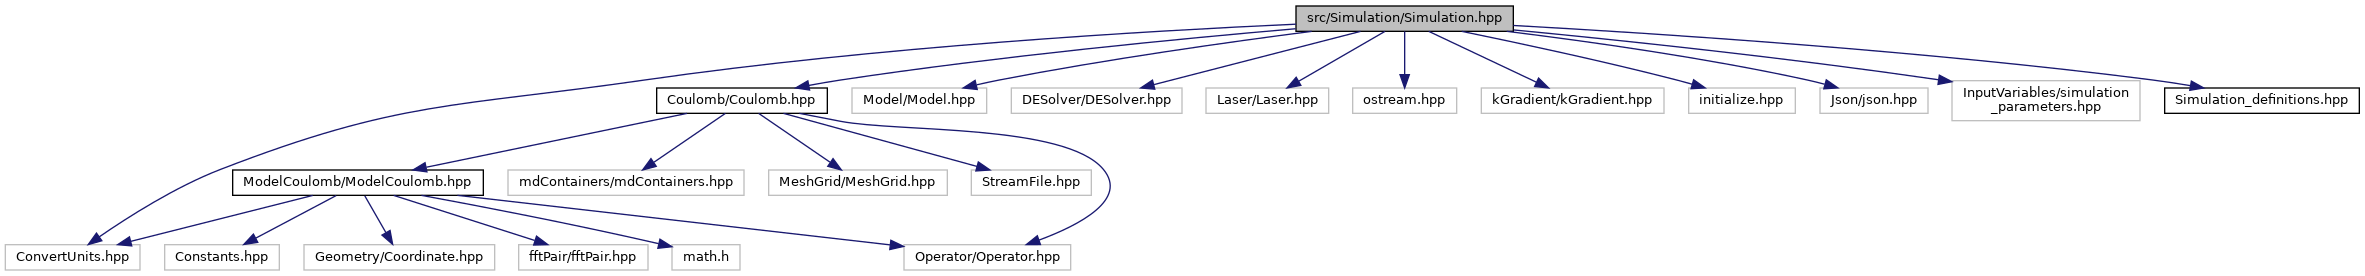 src/Simulation/Simulation.hpp
Coulomb/Coulomb.hpp
Model/Model.hpp
DESolver/DESolver.hpp
Laser/Laser.hpp
ostream.hpp
kGradient/kGradient.hpp
initialize.hpp
Json/json.hpp
InputVariables/simulation
_parameters.hpp
Simulation_definitions.hpp
ModelCoulomb/ModelCoulomb.hpp
mdContainers/mdContainers.hpp
MeshGrid/MeshGrid.hpp
StreamFile.hpp
ConvertUnits.hpp
Constants.hpp
Geometry/Coordinate.hpp
fftPair/fftPair.hpp
math.h
Operator/Operator.hpp